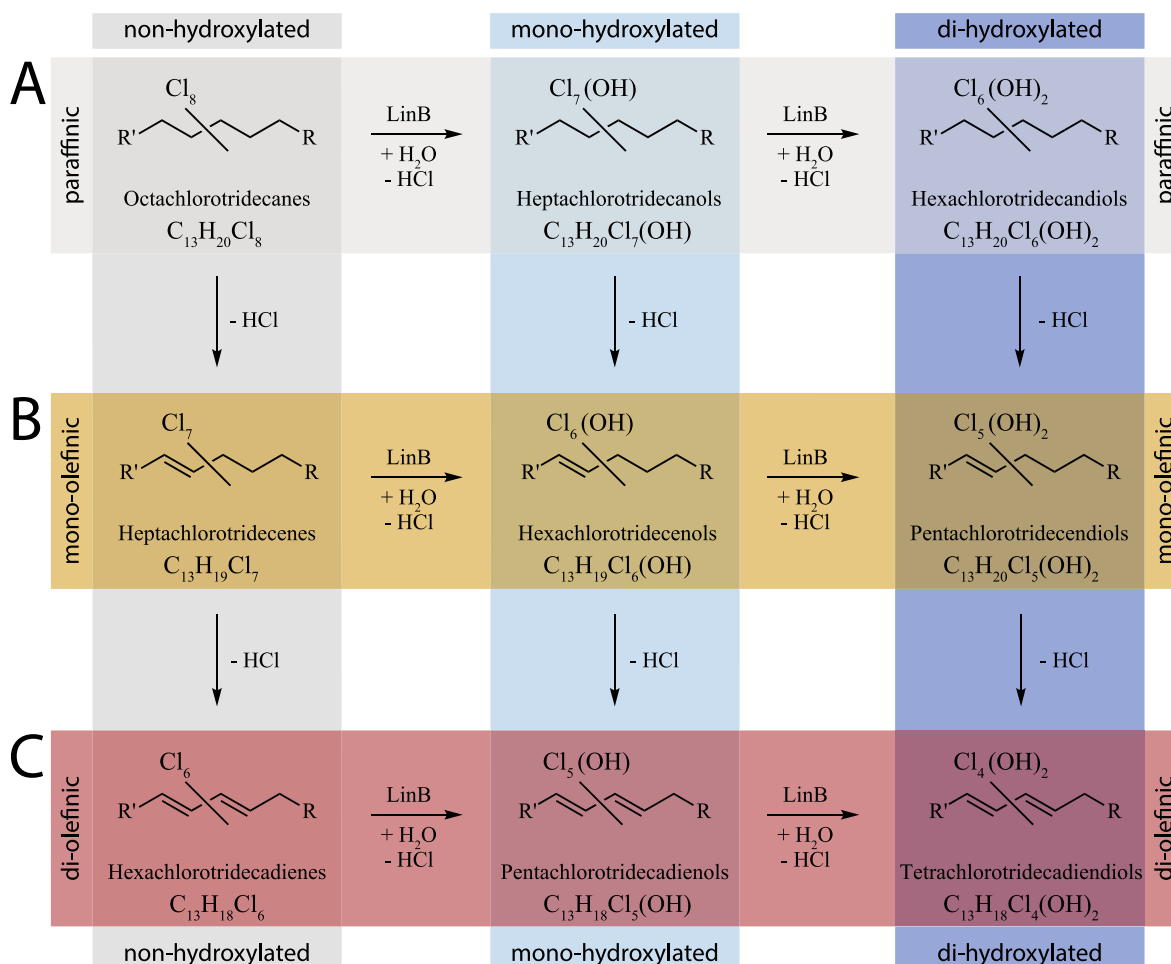 non-hydroxylated
mono-hydroxylated
di-hydroxylated
A
paraffinic
Cl₈
R'
R
Octachlorotridecanes
C₁₃H₂₀Cl₈
LinB
+ H₂O
- HCl
Cl₇(OH)
R'
R
Heptachlorotridecanols
C₁₃H₂₀Cl₇(OH)
LinB
+ H₂O
- HCl
Cl₆(OH)₂
R'
R
Hexachlorotridecandiols
C₁₃H₂₀Cl₆(OH)₂
paraffinic
- HCl
- HCl
- HCl
B
mono-olefinic
Cl₇
R'
R
Heptachlorotridecenes
C₁₃H₁₉Cl₇
LinB
+ H₂O
- HCl
Cl₆(OH)
R'
R
Hexachlorotridecenols
C₁₃H₁₉Cl₆(OH)
LinB
+ H₂O
- HCl
Cl₅(OH)₂
R'
R
Pentachlorotridecendiols
C₁₃H₂₀Cl₅(OH)₂
mono-olefinic
- HCl
- HCl
- HCl
C
di-olefinic
Cl₆
R'
R
Hexachlorotridecadienes
C₁₃H₁₈Cl₆
LinB
+ H₂O
- HCl
Cl₅(OH)
R'
R
Pentachlorotridecadienols
C₁₃H₁₈Cl₅(OH)
LinB
+ H₂O
- HCl
Cl₄(OH)₂
R'
R
Tetrachlorotridecadiendiols
C₁₃H₁₈Cl₄(OH)₂
di-olefinic
non-hydroxylated
mono-hydroxylated
di-hydroxylated